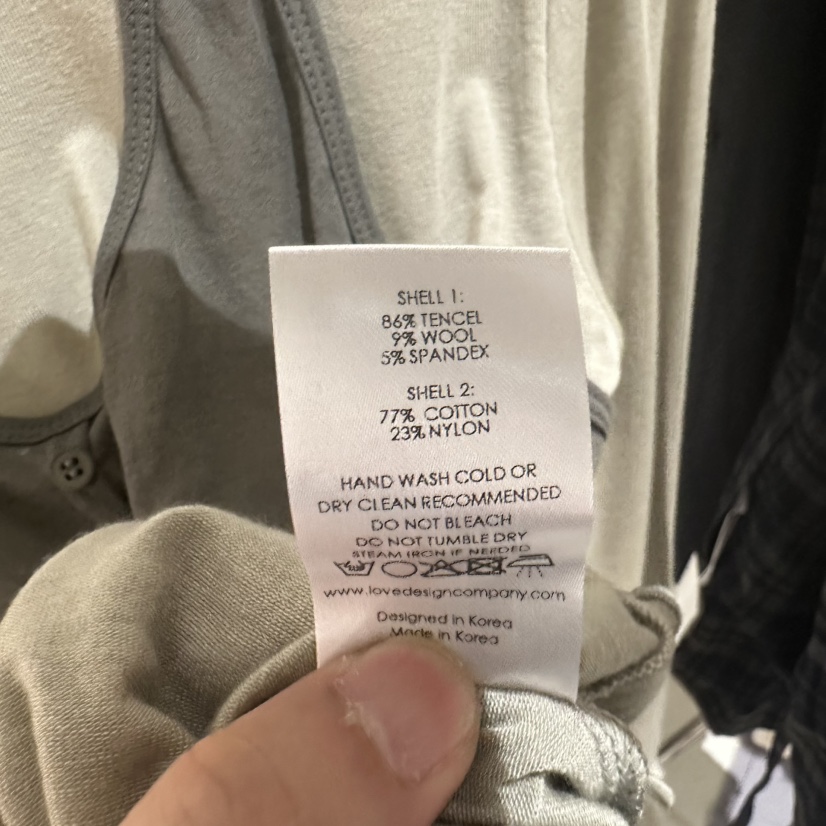 SHELL 1:
86% TENCEL
9% WOOL
5% SPANDEX
SHELL 2:
77% COTTON
23% NYLON
HAND WASH COLD OR
DRY CLEAN RECOMMENDED
DO NOT BLEACH
DO NOT TUMBLE DRY
STEAM IRON IF NEEDED
www.lovedesigncompany.com
Designed in Korea
Made in Korea